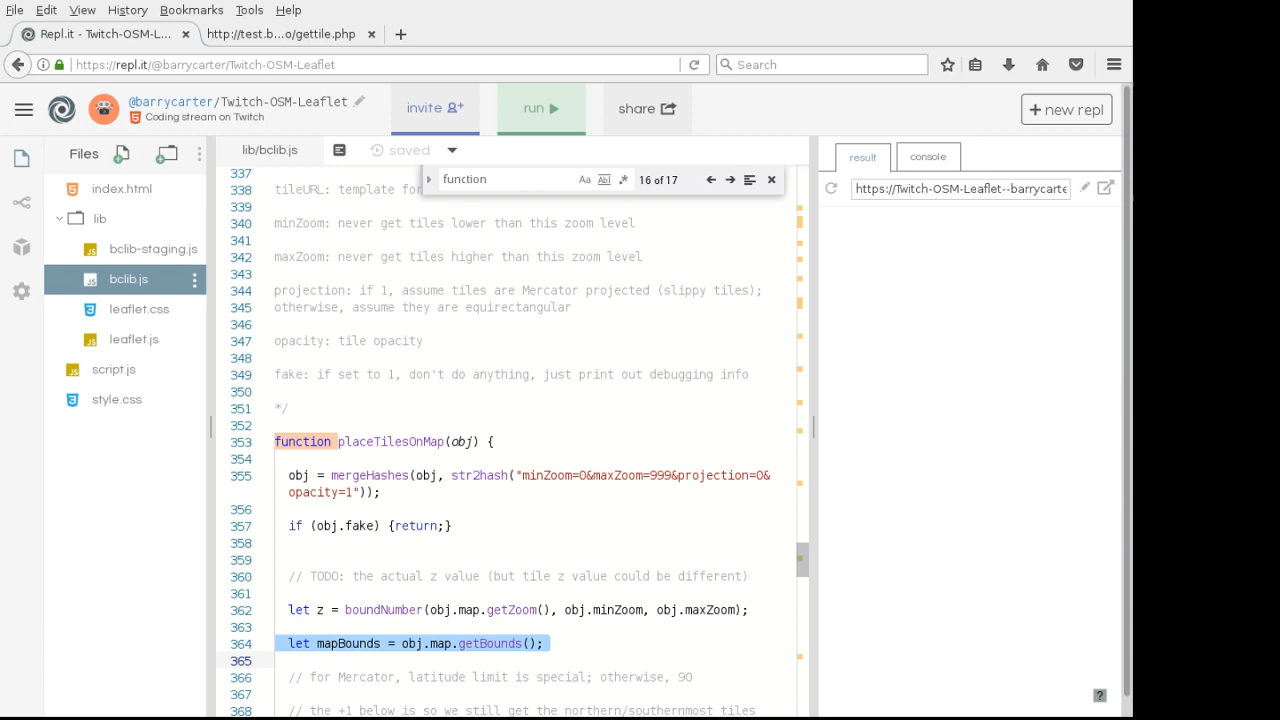 File Edit View History Bookmarks Tools Help
Repl.it - Twitch-OSM-L... × http://test.b...o/gettile.php × +
https://repl.it/@barrycarter/Twitch-OSM-Leaflet Search
@barrycarter/Twitch-OSM-Leaflet
Coding stream on Twitch
invite run share + new repl
Files
index.html
lib
bclib-staging.js
bclib.js
leaflet.css
leaflet.js
script.js
style.css
lib/bclib.js saved
function Aa Abl .* 16 of 17
337
338 tileURL: template for
339
340 minZoom: never get tiles lower than this zoom level
341
342 maxZoom: never get tiles higher than this zoom level
343
344 projection: if 1, assume tiles are Mercator projected (slippy tiles);
345 otherwise, assume they are equirectangular
346
347 opacity: tile opacity
348
349 fake: if set to 1, don't do anything, just print out debugging info
350
351 */
352
353 function placeTilesOnMap(obj) {
354
355 obj = mergeHashes(obj, str2hash("minZoom=0&maxZoom=999&projection=0&
opacity=1"));
356
357 if (obj.fake) {return;}
358
359
360 // TODO: the actual z value (but tile z value could be different)
361
362 let z = boundNumber(obj.map.getZoom(), obj.minZoom, obj.maxZoom);
363
364 let mapBounds = obj.map.getBounds();
365
366 // for Mercator, latitude limit is special; otherwise, 90
367
368 // the +1 below is so we still get the northern/southernmost tiles
result console
https://Twitch-OSM-Leaflet--barrycarte
?